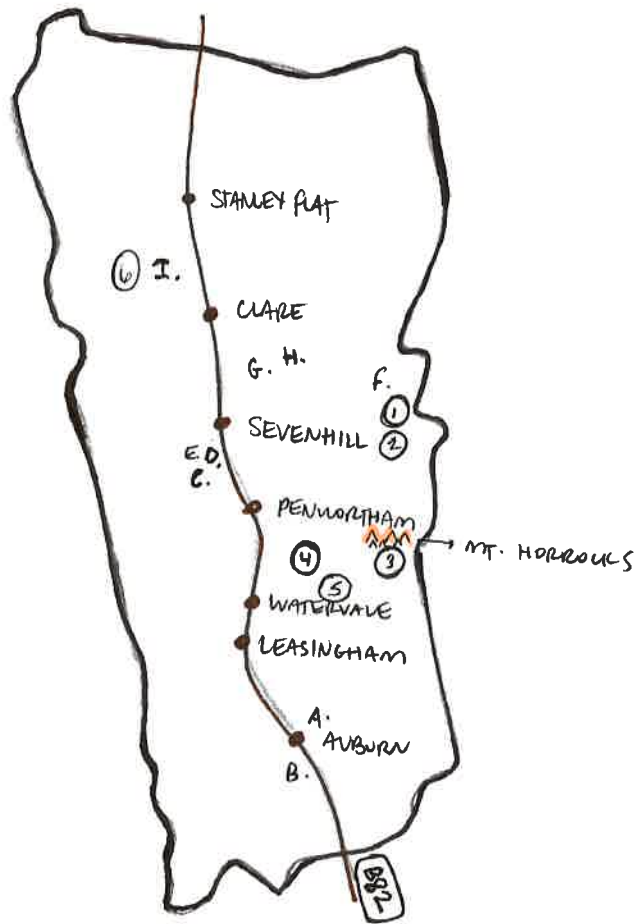 STANLEY FLAT
6 I.
CLARE
G. H.
F.
1
SEVENHILL
2
E. D.
C.
PENWORTHAM
MT. HORROCKS
4
3
5
WATERVALE
LEASINGHAM
A.
AUBURN
B.
B82